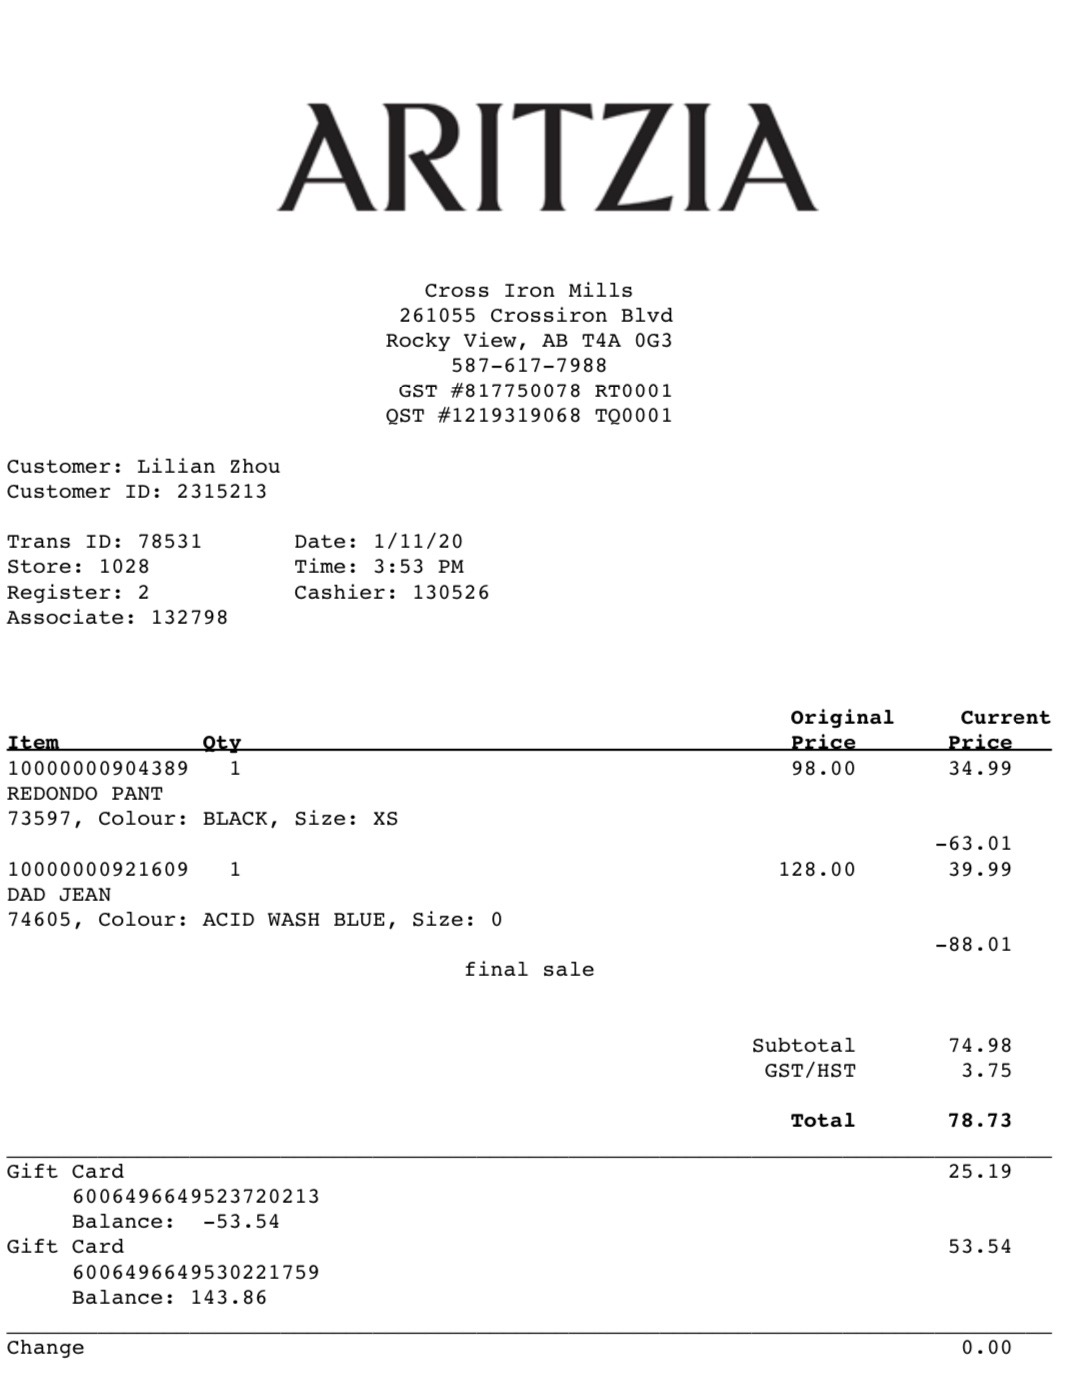 ARITZIA
Cross Iron Mills
261055 Crossiron Blvd
Rocky View, AB T4A 0G3
587-617-7988
GST #817750078 RT0001
QST #1219319068 TQ0001
Customer: Lilian Zhou
Customer ID: 2315213
Trans ID: 78531 Date: 1/11/20
Store: 1028 Time: 3:53 PM
Register: 2 Cashier: 130526
Associate: 132798
Original Current
Item Qty Price Price
10000000904389 1 98.00 34.99
REDONDO PANT
73597, Colour: BLACK, Size: XS
-63.01
10000000921609 1 128.00 39.99
DAD JEAN
74605, Colour: ACID WASH BLUE, Size: 0
-88.01
final sale
Subtotal 74.98
GST/HST 3.75
Total 78.73
Gift Card 25.19
6006496649523720213
Balance: -53.54
Gift Card 53.54
6006496649530221759
Balance: 143.86
Change 0.00